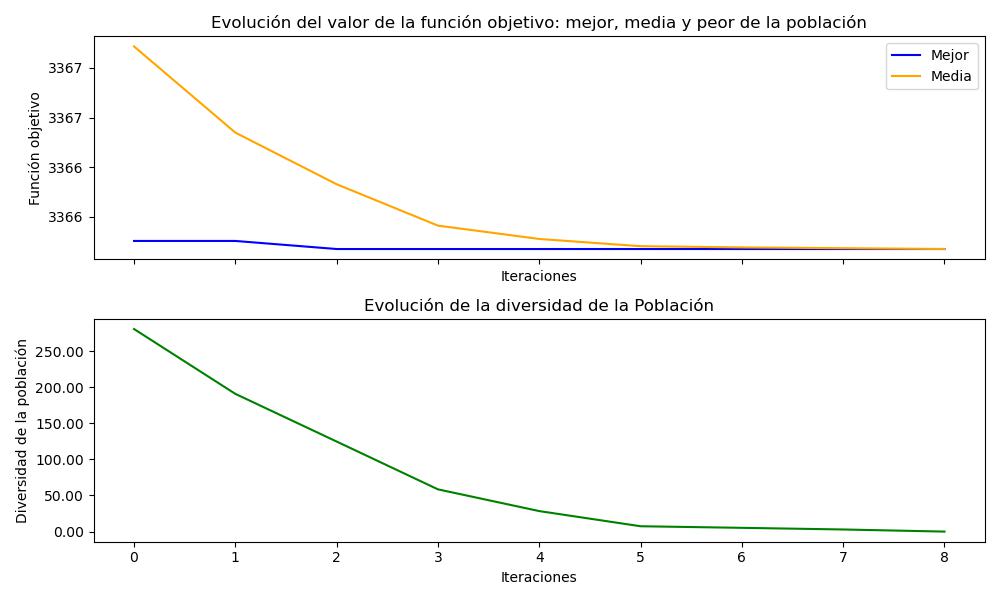 Evolución del valor de la función objetivo: mejor, media y peor de la población
Mejor
Media
3367
3367
3366
3366
Función objetivo
Iteraciones
Evolución de la diversidad de la Población
250.00
200.00
150.00
100.00
50.00
0.00
Diversidad de la población
0 1 2 3 4 5 6 7 8
Iteraciones